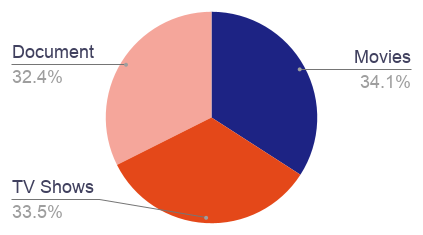 Document
32.4%
Movies
34.1%
TV Shows
33.5%